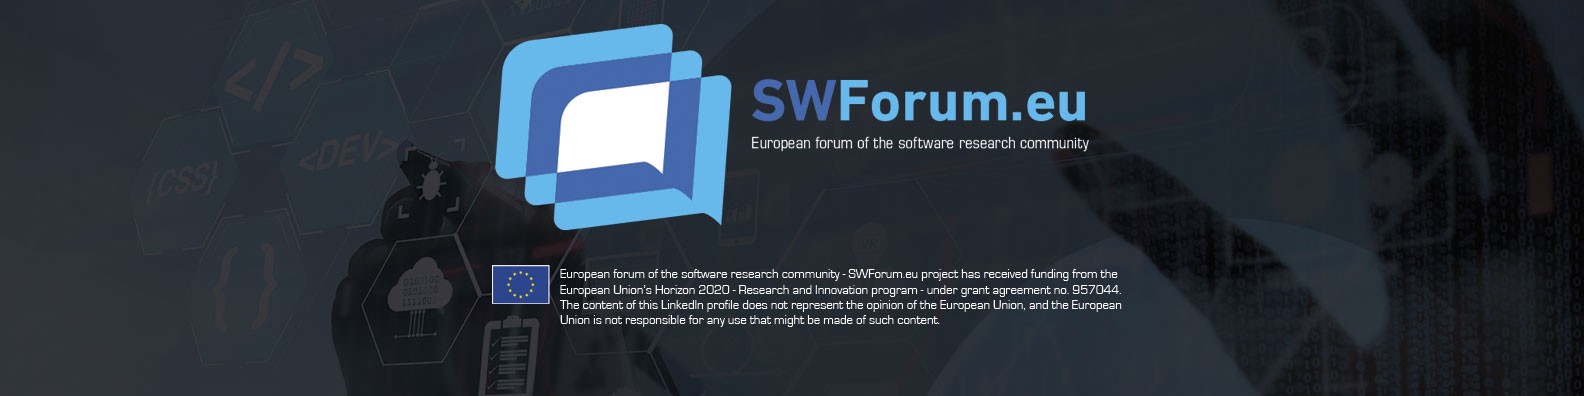 SWForum.eu
European forum of the software research community
</>
<DEV>
{CSS}
{ }
European forum of the software research community - SWForum.eu project has received funding from the
European Union's Horizon 2020 - Research and Innovation program - under grant agreement no. 957044.
The content of this LinkedIn profile does not represent the opinion of the European Union, and the European
Union is not responsible for any use that might be made of such content.